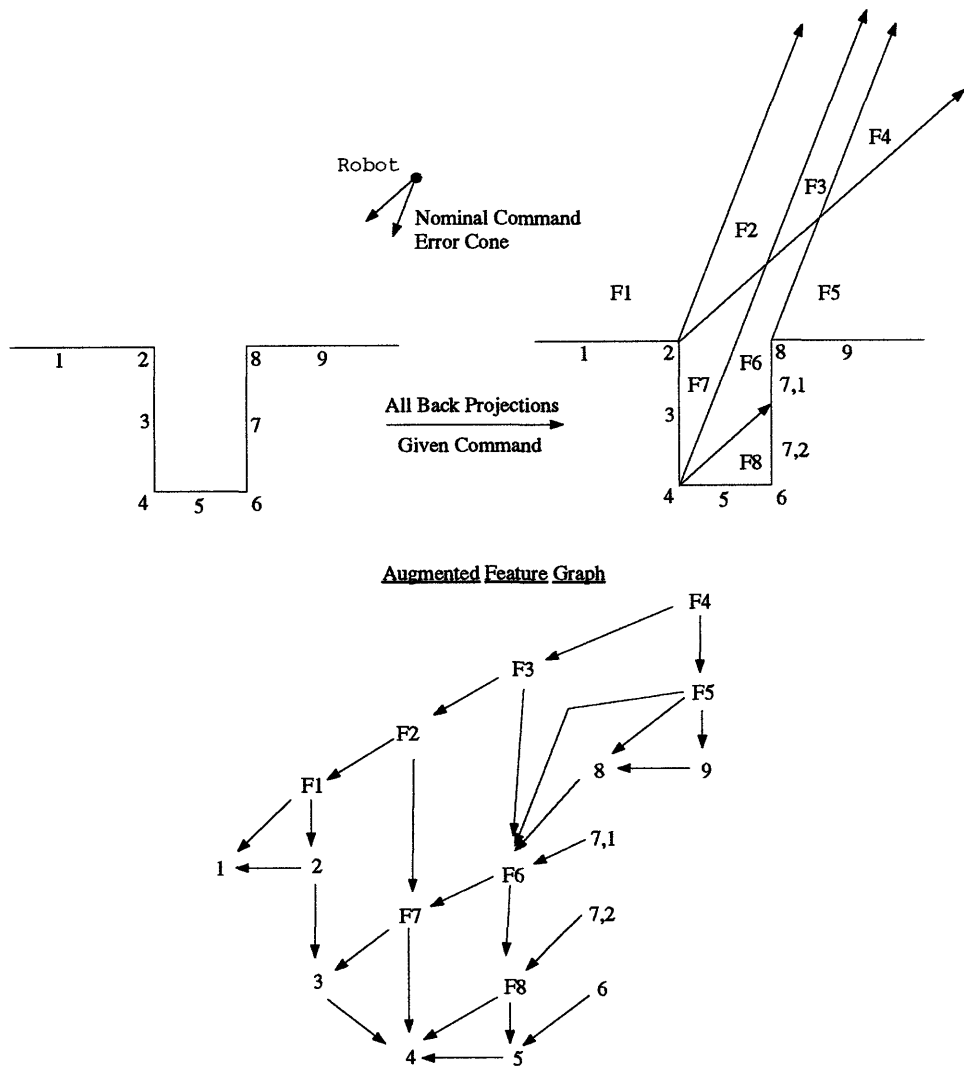 Robot
Nominal Command
Error Cone
1
2
3
4
5
6
7
8
9
All Back Projections
Given Command
F1
F2
F3
F4
F5
F6
F7
F8
1
2
3
4
5
6
7,1
7,2
8
9
Augmented Feature Graph
F4
F3
F5
F2
F1
8
9
7,1
1
2
F6
F7
7,2
3
F8
6
4
5